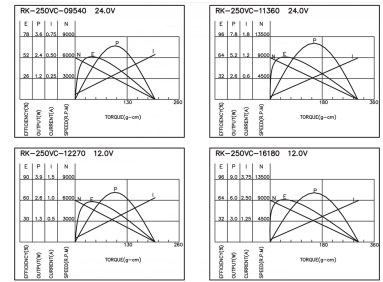 RK-250VC-09540 24.0V
E P I N
78 3.6 0.75 9000
52 2.4 0.50 6000
26 1.2 0.25 3000
N E P I
130 260
EFFICIENCY(%) OUTPUT(W) CURRENT(A) SPEED(R.P.M) TORQUE(g-cm)
RK-250VC-11360 24.0V
E P I N
96 7.8 1.8 13500
64 5.2 1.2 9000
32 2.6 0.6 4500
N E P I
180 360
EFFICIENCY(%) OUTPUT(W) CURRENT(A) SPEED(R.P.M) TORQUE(g-cm)
RK-250VC-12270 12.0V
E P I N
90 3.9 1.5 9000
60 2.6 1.0 6000
30 1.3 0.5 3000
N E P I
130 260
EFFICIENCY(%) OUTPUT(W) CURRENT(A) SPEED(R.P.M) TORQUE(g-cm)
RK-250VC-16180 12.0V
E P I N
96 9.0 3.75 13500
64 6.0 2.50 9000
32 3.0 1.25 4500
N E P I
180 360
EFFICIENCY(%) OUTPUT(W) CURRENT(A) SPEED(R.P.M) TORQUE(g-cm)